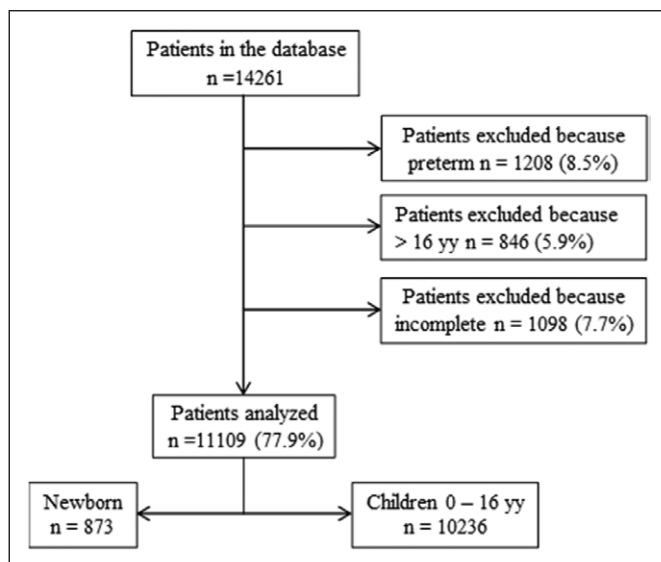 Patients in the database
n =14261
Patients excluded because
preterm n = 1208 (8.5%)
Patients excluded because
> 16 yy n = 846 (5.9%)
Patients excluded because
incomplete n = 1098 (7.7%)
Patients analyzed
n =11109 (77.9%)
Newborn
n = 873
Children 0 – 16 yy
n = 10236